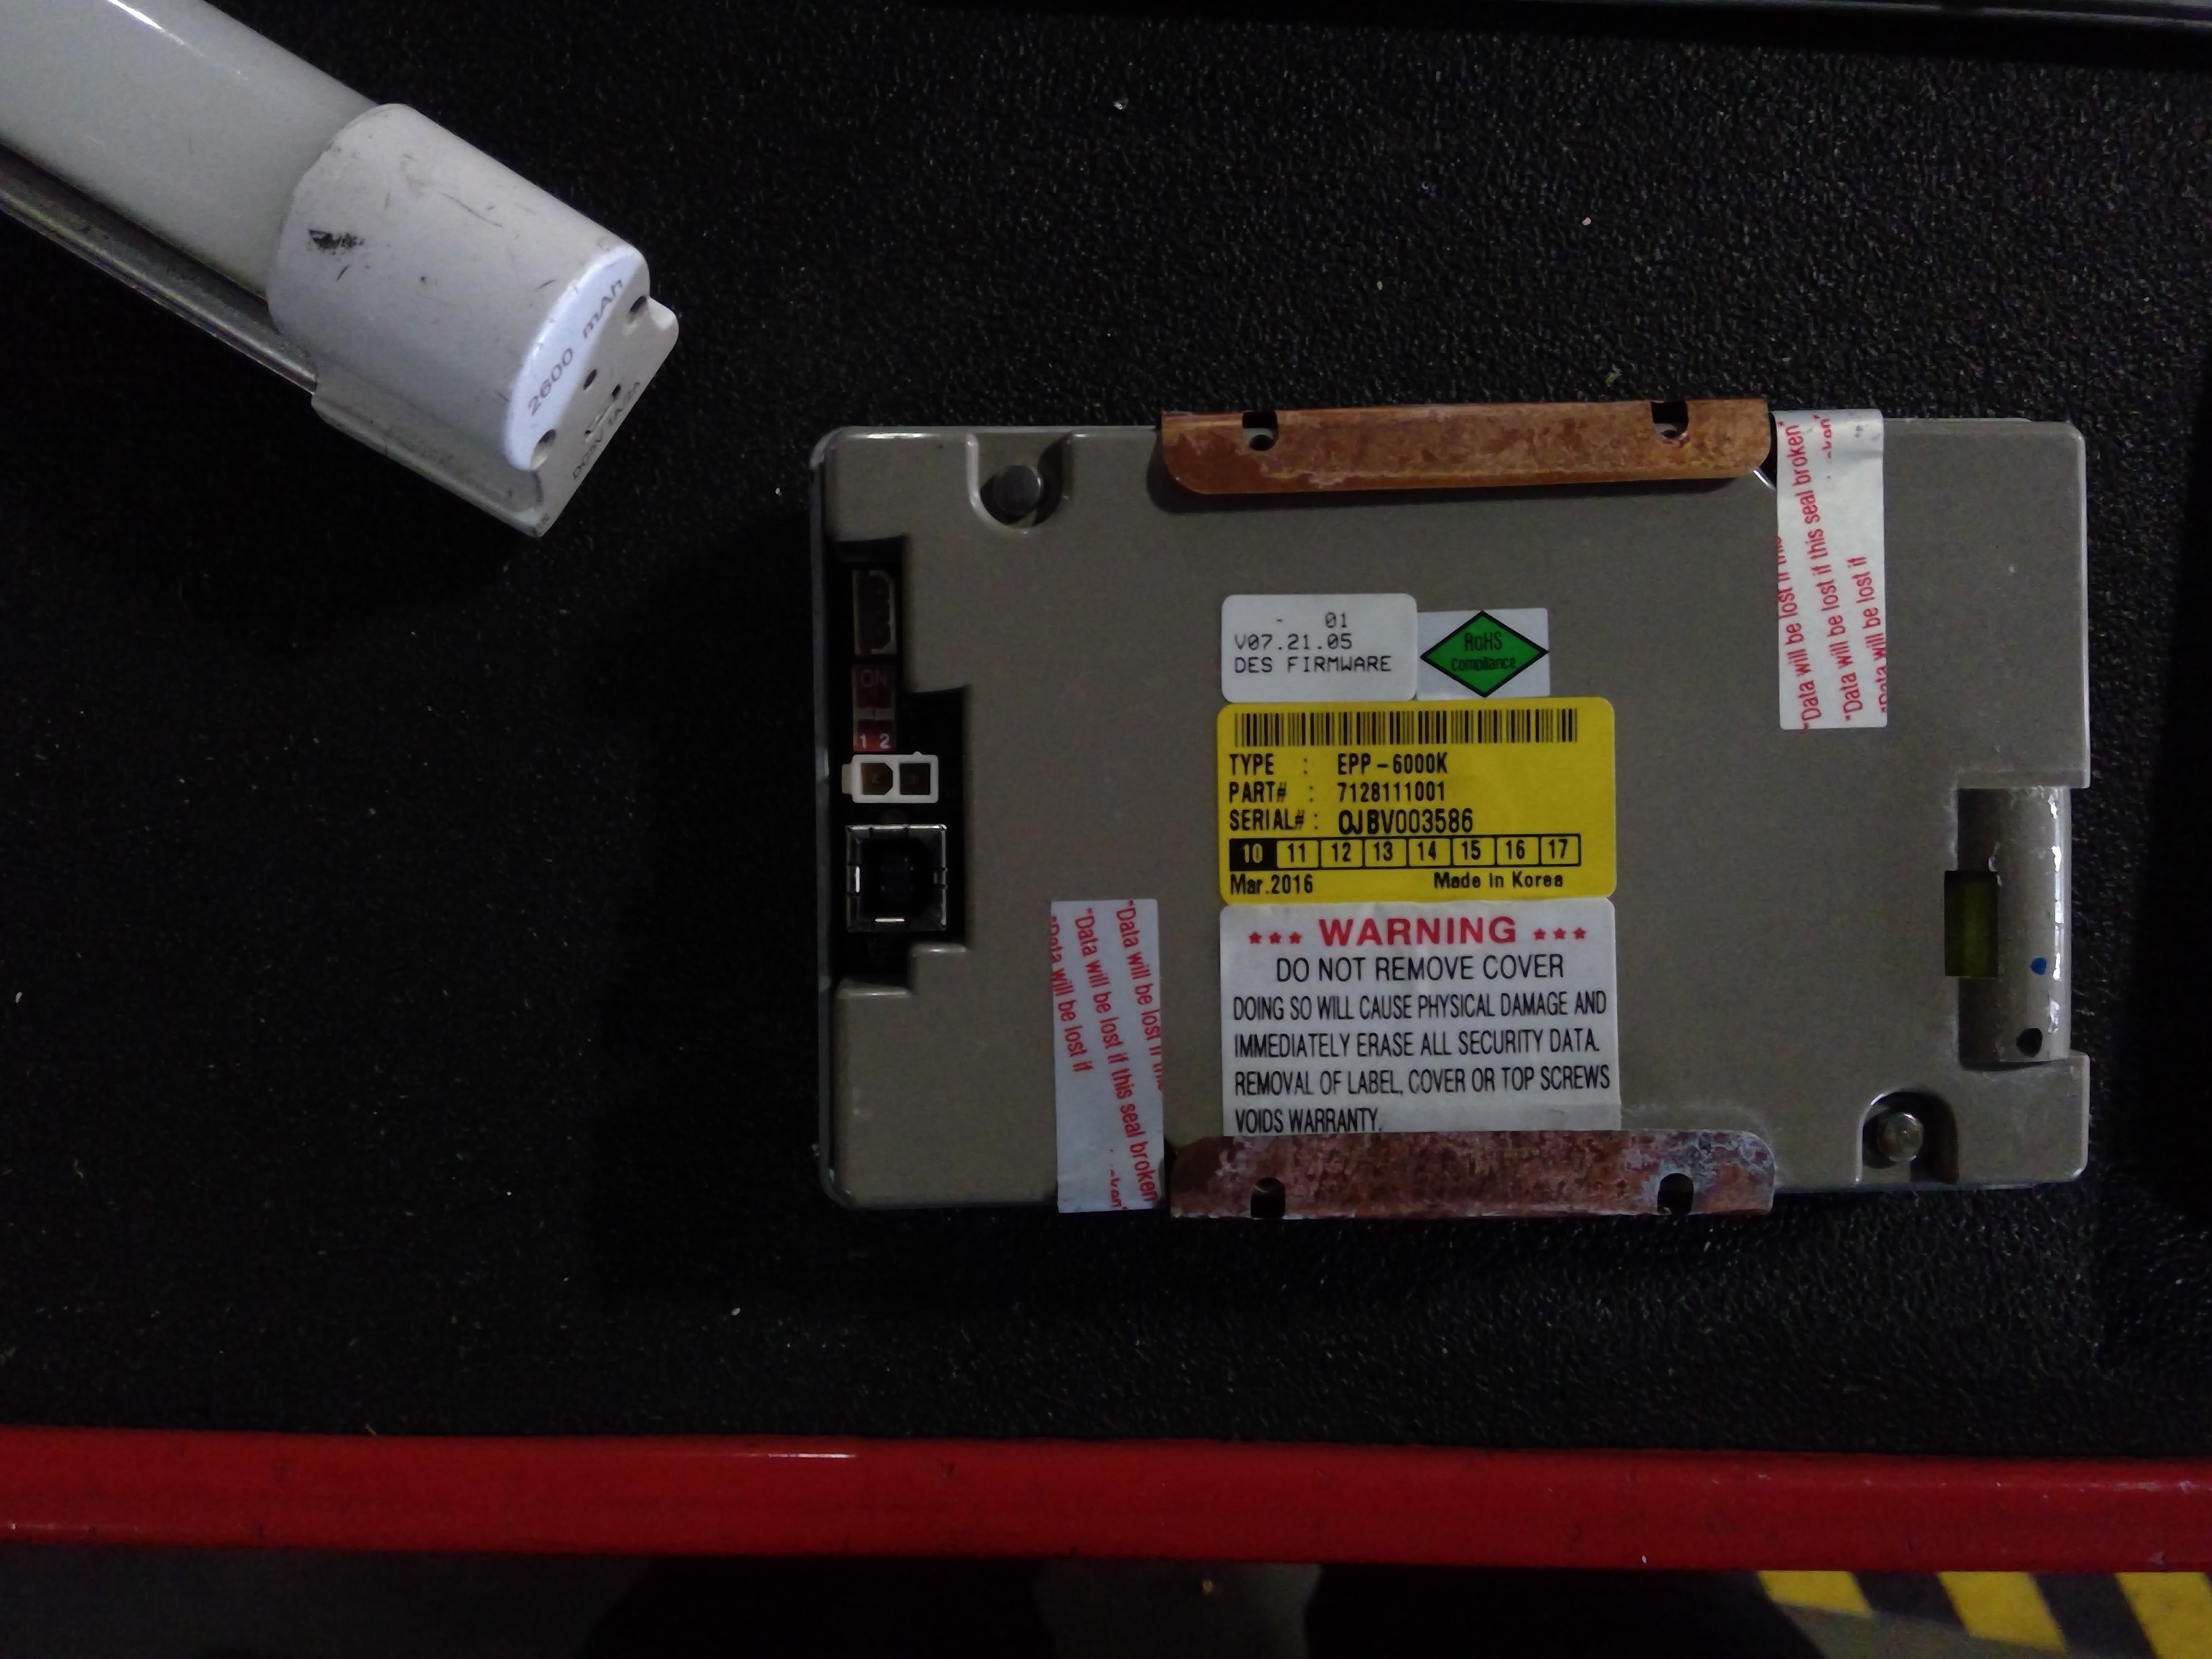 2600 mAh
ON
1 2
- 01
V07.21.05
DES FIRMWARE
RoHS
Compliance
TYPE : EPP-6000K
PART# : 7128111001
SERIAL# : 0JBV003586
10 11 12 13 14 15 16 17
Mar.2016 Made in Korea
*** WARNING ***
DO NOT REMOVE COVER
DOING SO WILL CAUSE PHYSICAL DAMAGE AND
IMMEDIATELY ERASE ALL SECURITY DATA.
REMOVAL OF LABEL, COVER OR TOP SCREWS
VOIDS WARRANTY.
"Data will be lost if this
"Data will be lost if this seal broken"
"Data will be lost if
"Data will be lost if this
"Data will be lost if this seal broken"
"Data will be lost if